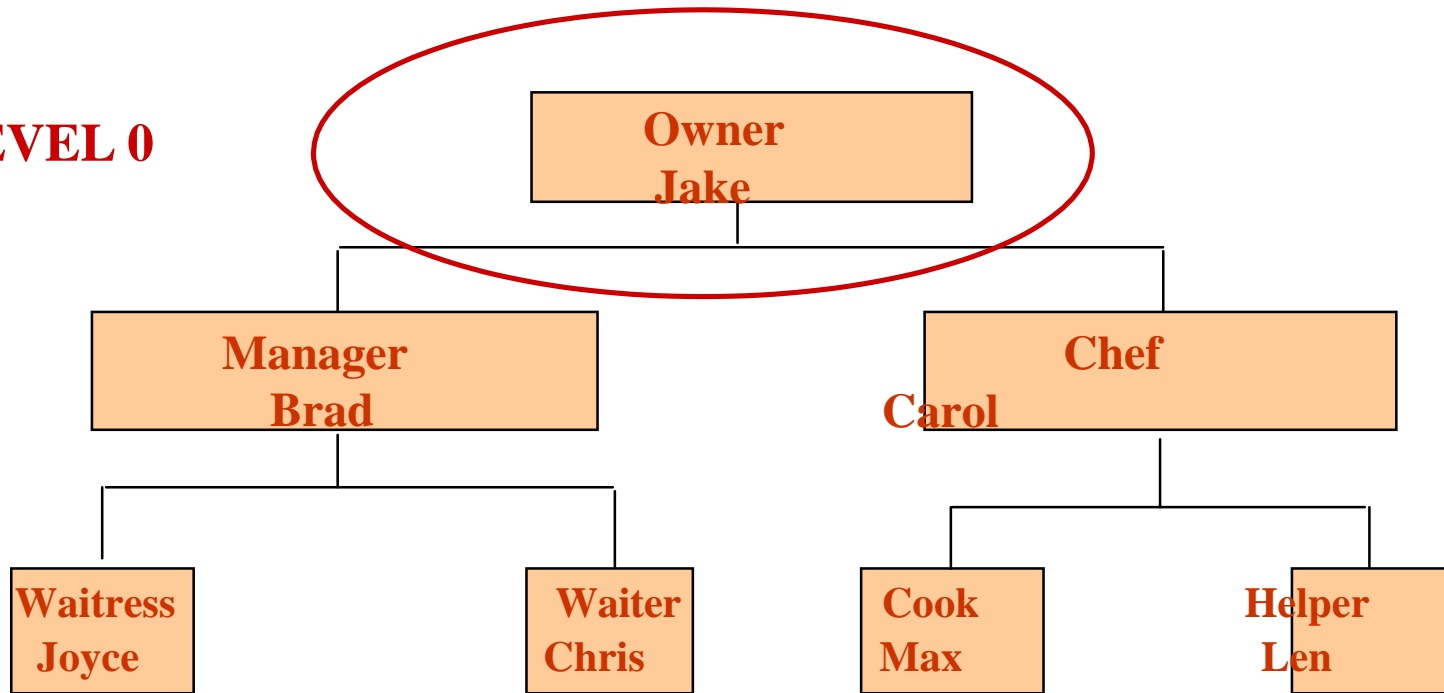 EVEL 0
Owner
Jake
Manager
Brad
Chef
Carol
Waitress
Joyce
Waiter
Chris
Cook
Max
Helper
Len